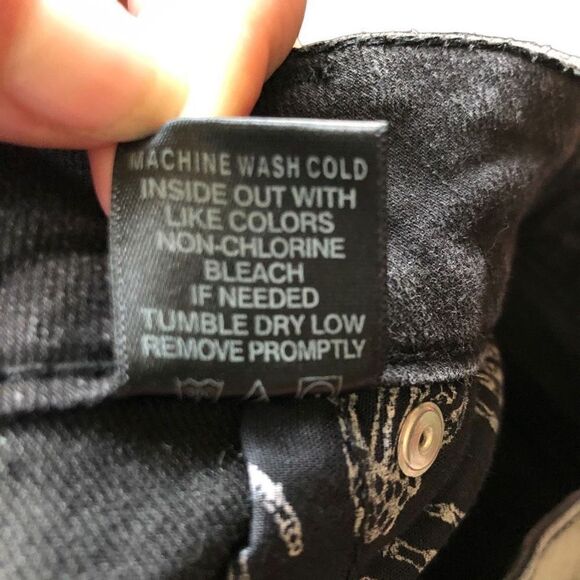 MACHINE WASH COLD
INSIDE OUT WITH
LIKE COLORS
NON-CHLORINE
BLEACH
IF NEEDED
TUMBLE DRY LOW
REMOVE PROMPTLY